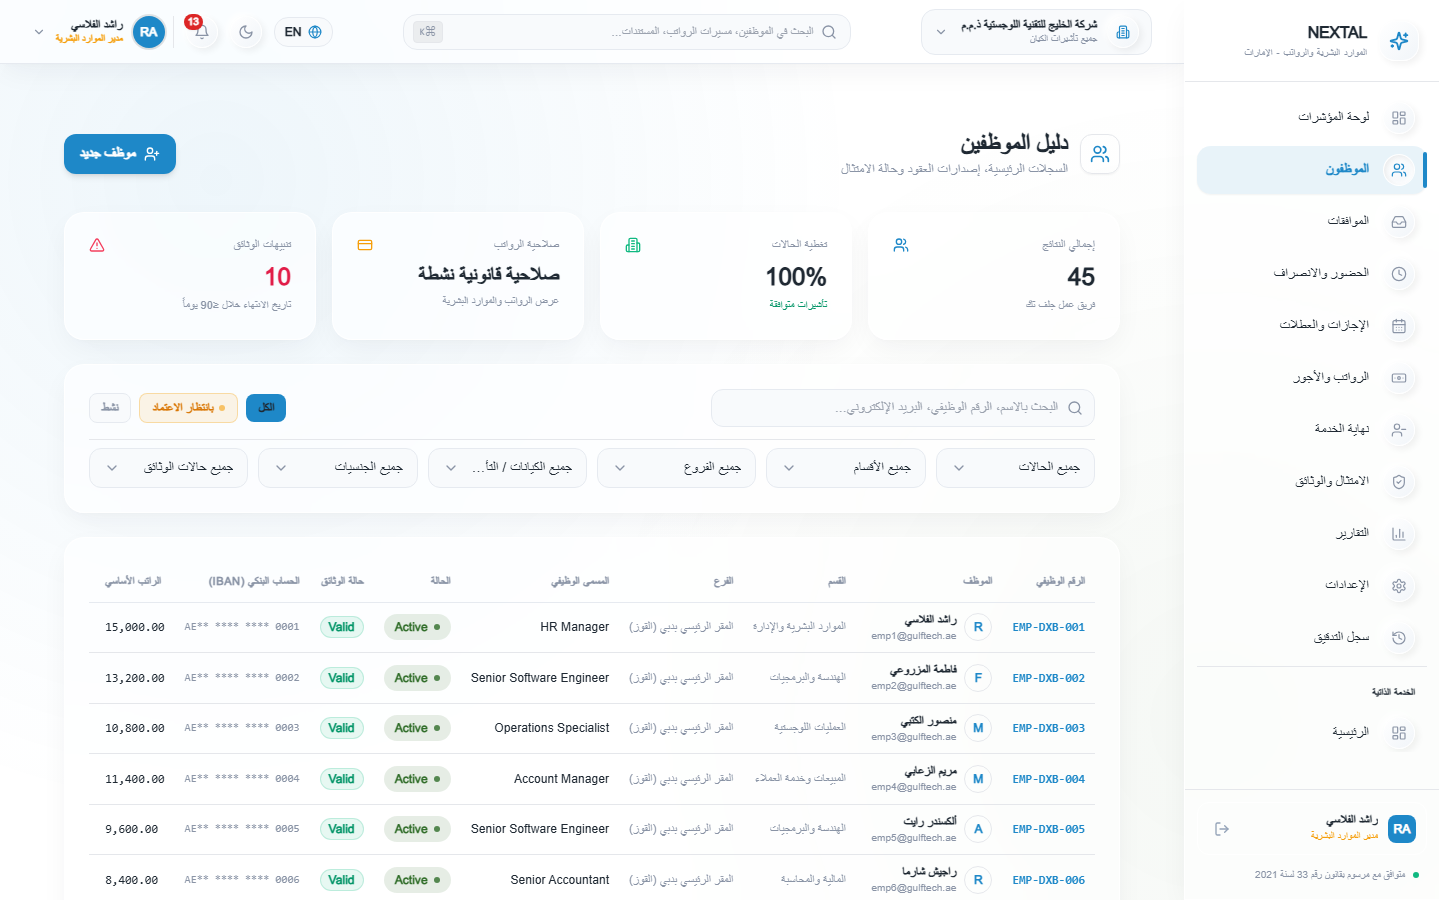 NEXTAL
الموارد البشرية والرواتب - الإمارات
لوحة المؤشرات
الموظفون
الموافقات
الحضور والانصراف
الإجازات والعطلات
الرواتب والأجور
نهاية الخدمة
الامتثال والوثائق
التقارير
الإعدادات
سجل التدقيق
الخدمة الذاتية
الرئيسية
RA راشد الفلاسي
مدير الموارد البشرية
متوافق مع مرسوم بقانون رقم 33 لسنة 2021
شركة الخليج للتقنية اللوجستية ذ.م.م
جميع تأشيرات الكيان
البحث في الموظفين، مسيرات الرواتب، المستندات... ⌘K
EN
13
RA راشد الفلاسي
مدير الموارد البشرية
دليل الموظفين
السجلات الرئيسية، إصدارات العقود وحالة الامتثال
موظف جديد
إجمالي النتائج
45
فريق عمل جلف تك
تغطية الحالات
100%
تأشيرات متوافقة
صلاحية الرواتب
صلاحية قانونية نشطة
عرض الرواتب والموارد البشرية
تنبيهات الوثائق
10
تاريخ الانتهاء خلال ≤90 يوماً
البحث بالاسم، الرقم الوظيفي، البريد الإلكتروني...
الكل بانتظار الاعتماد نشط
جميع الحالات جميع الأقسام جميع الفروع جميع الكيانات / التأ... جميع الجنسيات جميع حالات الوثائق
الرقم الوظيفي الموظف القسم الفرع المسمى الوظيفي الحالة حالة الوثائق الحساب البنكي (IBAN) الراتب الأساسي
EMP-DXB-001 R راشد الفلاسي الموارد البشرية والإدارة المقر الرئيسي بدبي (القوز) HR Manager Active Valid AE** **** **** 0001 15,000.00
emp1@gulftech.ae
EMP-DXB-002 F فاطمة المزروعي الهندسة والبرمجيات المقر الرئيسي بدبي (القوز) Senior Software Engineer Active Valid AE** **** **** 0002 13,200.00
emp2@gulftech.ae
EMP-DXB-003 M منصور الكتبي العمليات اللوجستية المقر الرئيسي بدبي (القوز) Operations Specialist Active Valid AE** **** **** 0003 10,800.00
emp3@gulftech.ae
EMP-DXB-004 M مريم الزعابي المبيعات وخدمة العملاء المقر الرئيسي بدبي (القوز) Account Manager Active Valid AE** **** **** 0004 11,400.00
emp4@gulftech.ae
EMP-DXB-005 A ألكسندر رايت الهندسة والبرمجيات المقر الرئيسي بدبي (القوز) Senior Software Engineer Active Valid AE** **** **** 0005 9,600.00
emp5@gulftech.ae
EMP-DXB-006 R راجيش شارما المالية والمحاسبة المقر الرئيسي بدبي (القوز) Senior Accountant Active Valid AE** **** **** 0006 8,400.00
emp6@gulftech.ae